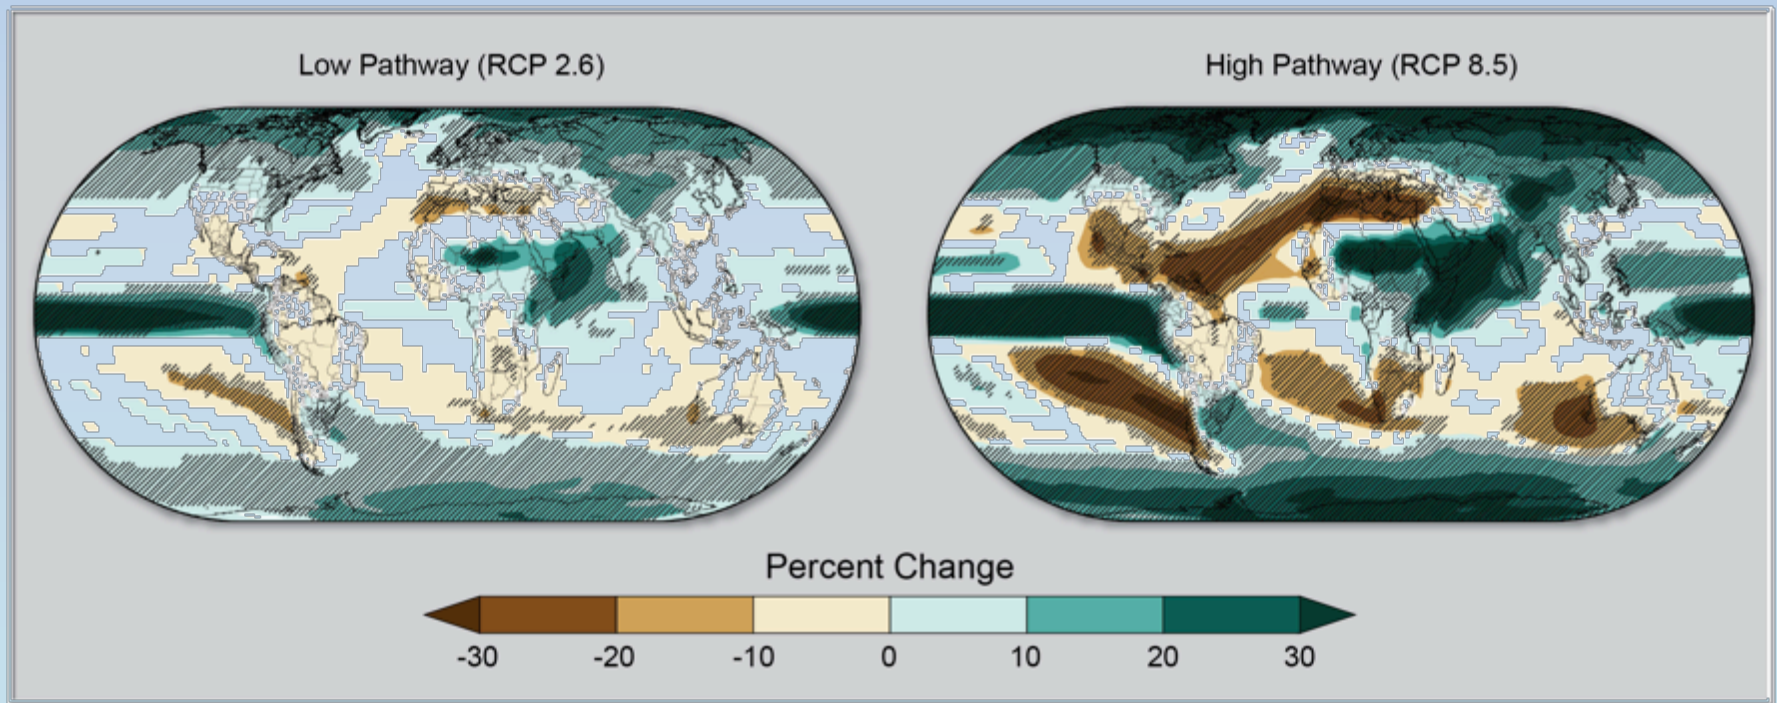 Low Pathway (RCP 2.6)
High Pathway (RCP 8.5)
Percent Change
-30 -20 -10 0 10 20 30